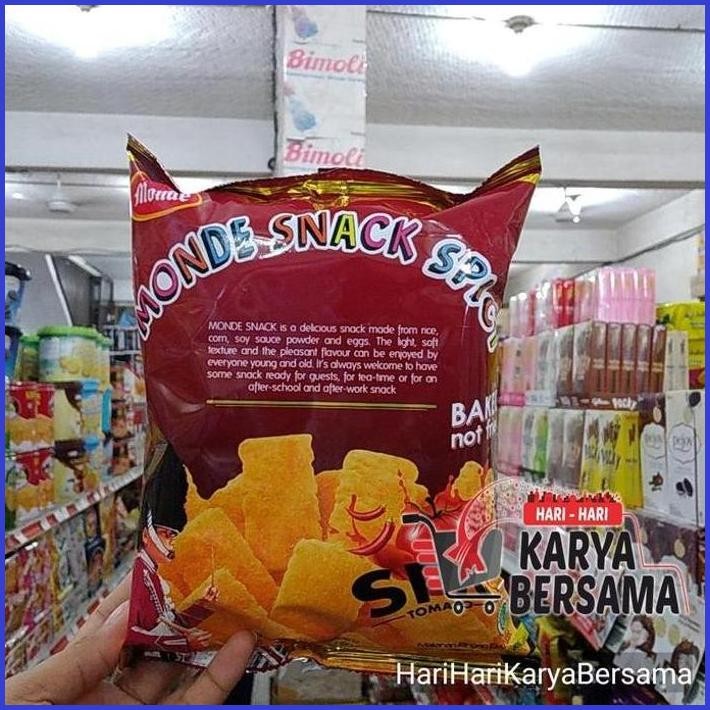 Bimoli
Bimoli
Monde
MONDE SNACK SPICY
MONDE SNACK is a delicious snack made from rice,
corn, soy sauce powder and eggs. The light, soft
texture and the pleasant flavour can be enjoyed by
everyone young and old. It's always welcome to have
some snack ready for guests, for tea-time or for an
after-school and after-work snack
not
TOMATO
HARI - HARI
KARYA
BERSAMA
HariHariKaryaBersama
pejoy